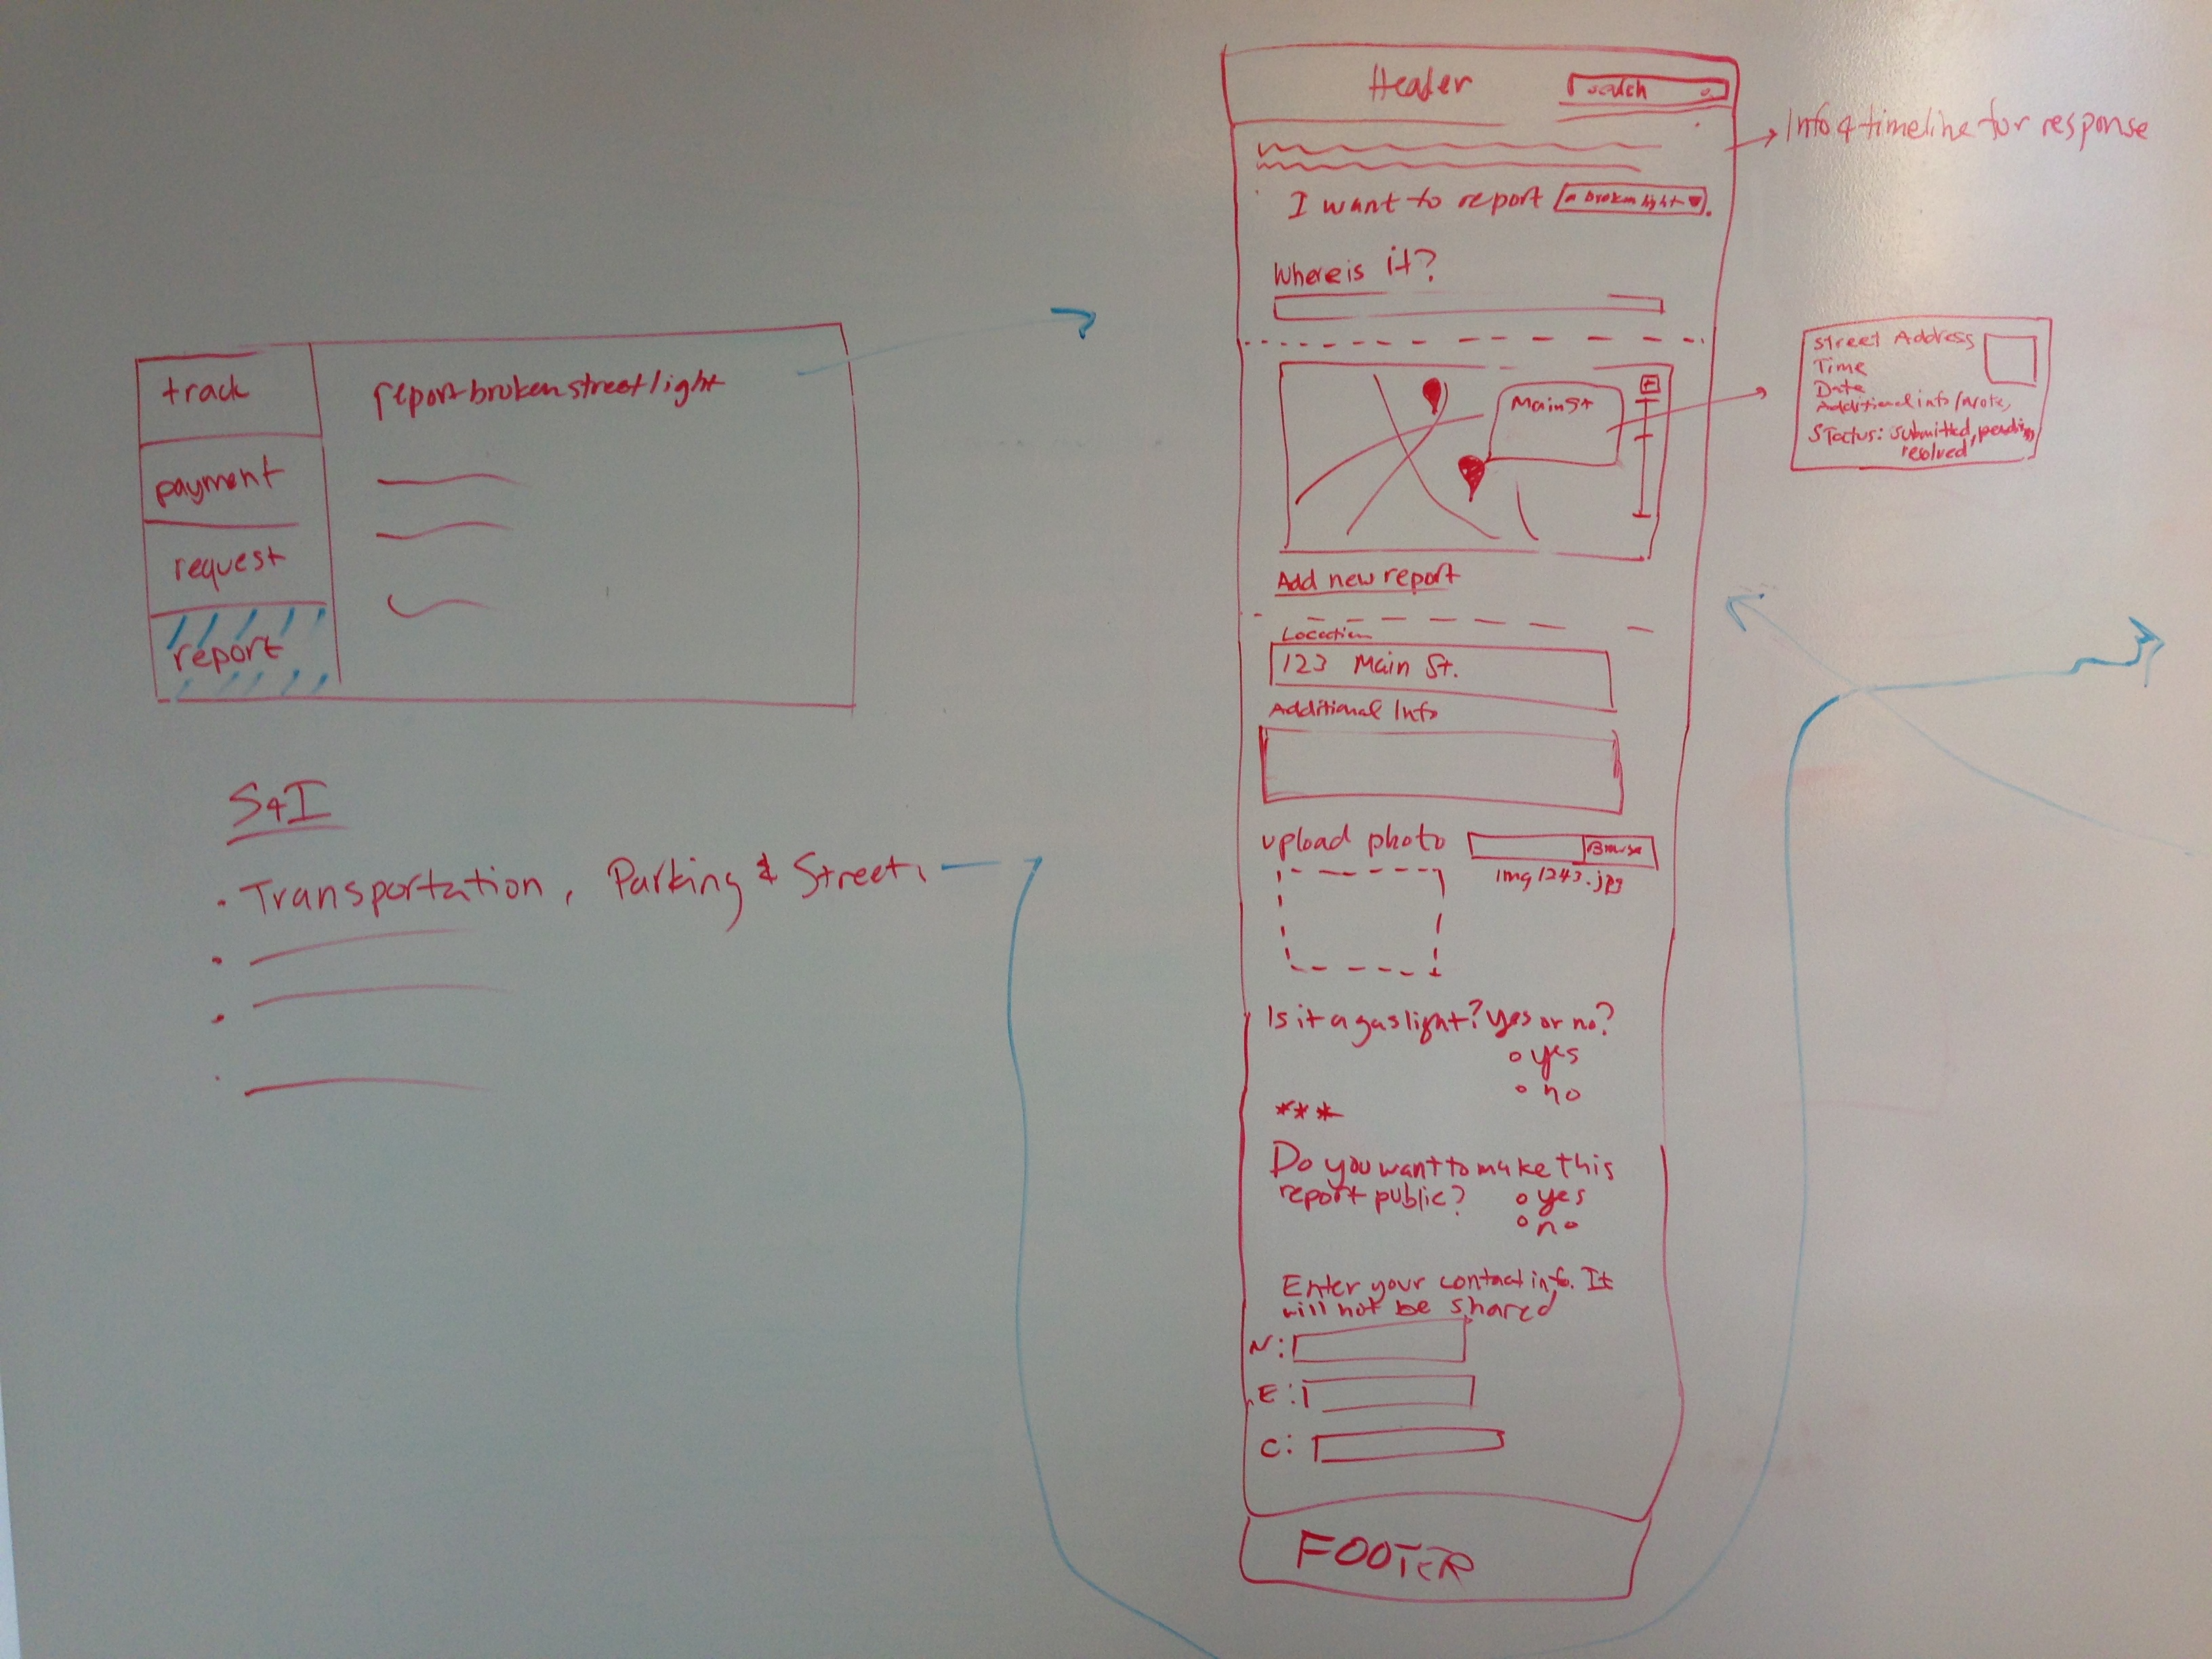 track
payment
request
report
report broken street light
S & I
Transportation, Parking & Streets
Header
search
Info & timeline for response
I want to report a broken light.
Where is it?
Main St
Street Address
Time
Date
Additional info/note,
Status: submitted, pending,
resolved
Add new report
Location
123 Main St.
Additional Info
upload photo
Browse
img1243.jpg
Is it a gas light? yes or no?
yes
no
***
Do you want to make this
report public?
yes
no
Enter your contact info. It
will not be shared
N:
E:
C:
FOOTER